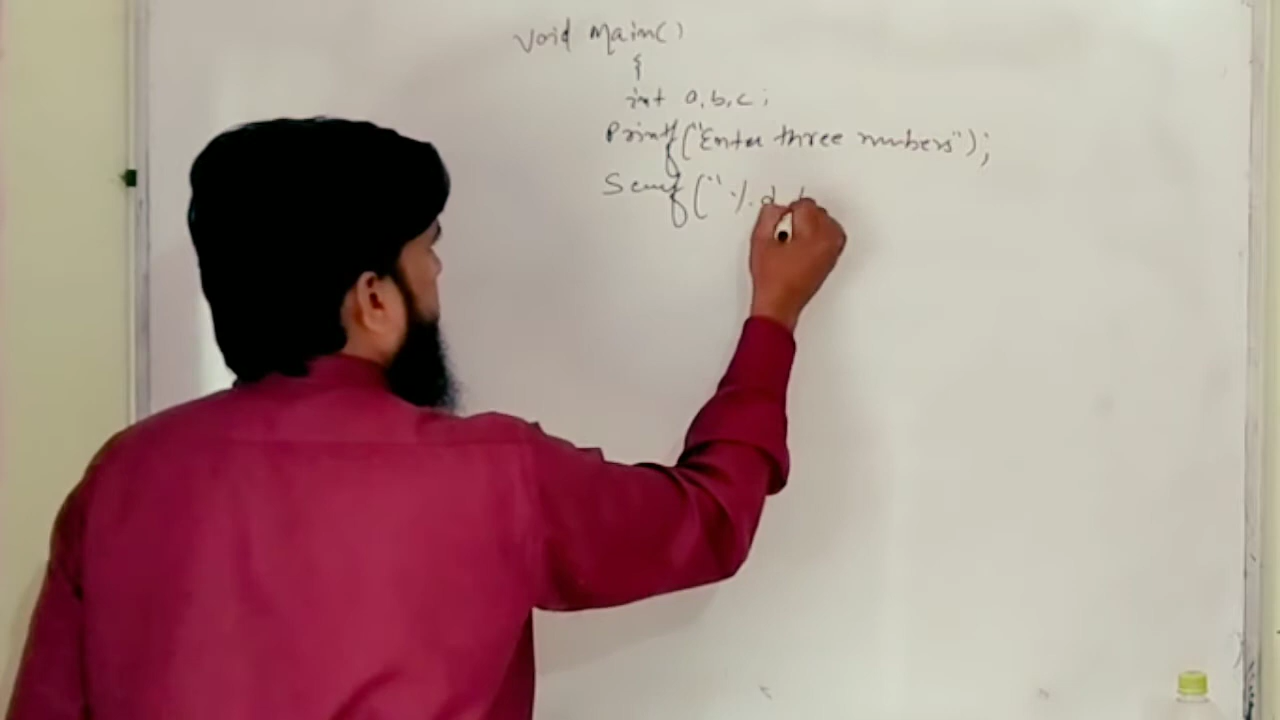 void main()
{
int a,b,c;
Printf("Enter three numbers");
Scanf("%d